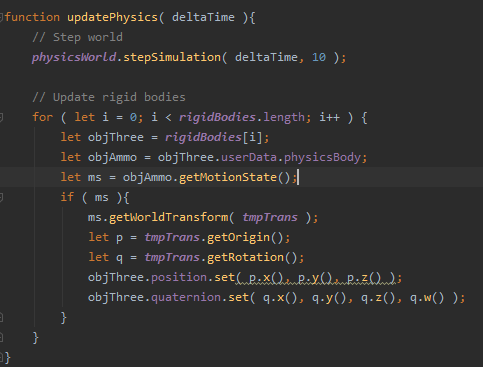 function updatePhysics( deltaTime ){
// Step world
physicsWorld.stepSimulation( deltaTime, 10 );
// Update rigid bodies
for ( let i = 0; i < rigidBodies.length; i++ ) {
let objThree = rigidBodies[i];
let objAmmo = objThree.userData.physicsBody;
let ms = objAmmo.getMotionState();
if ( ms ){
ms.getWorldTransform( tmpTrans );
let p = tmpTrans.getOrigin();
let q = tmpTrans.getRotation();
objThree.position.set( p.x(), p.y(), p.z() );
objThree.quaternion.set( q.x(), q.y(), q.z(), q.w() );
}
}
}